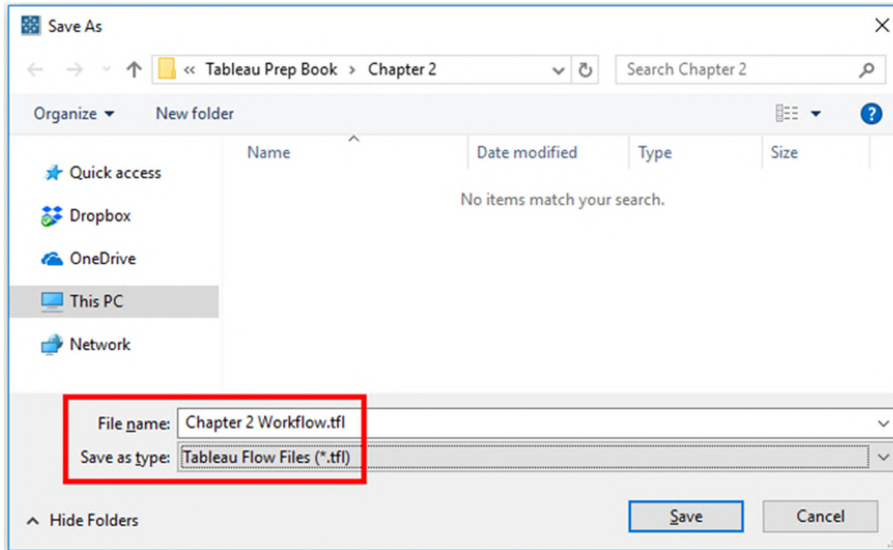 Save As
« Tableau Prep Book > Chapter 2
Search Chapter 2
Organize
New folder
Name
Date modified
Type
Size
No items match your search.
Quick access
Dropbox
OneDrive
This PC
Network
File name: Chapter 2 Workflow.tfl
Save as type: Tableau Flow Files (*.tfl)
Hide Folders
Save
Cancel